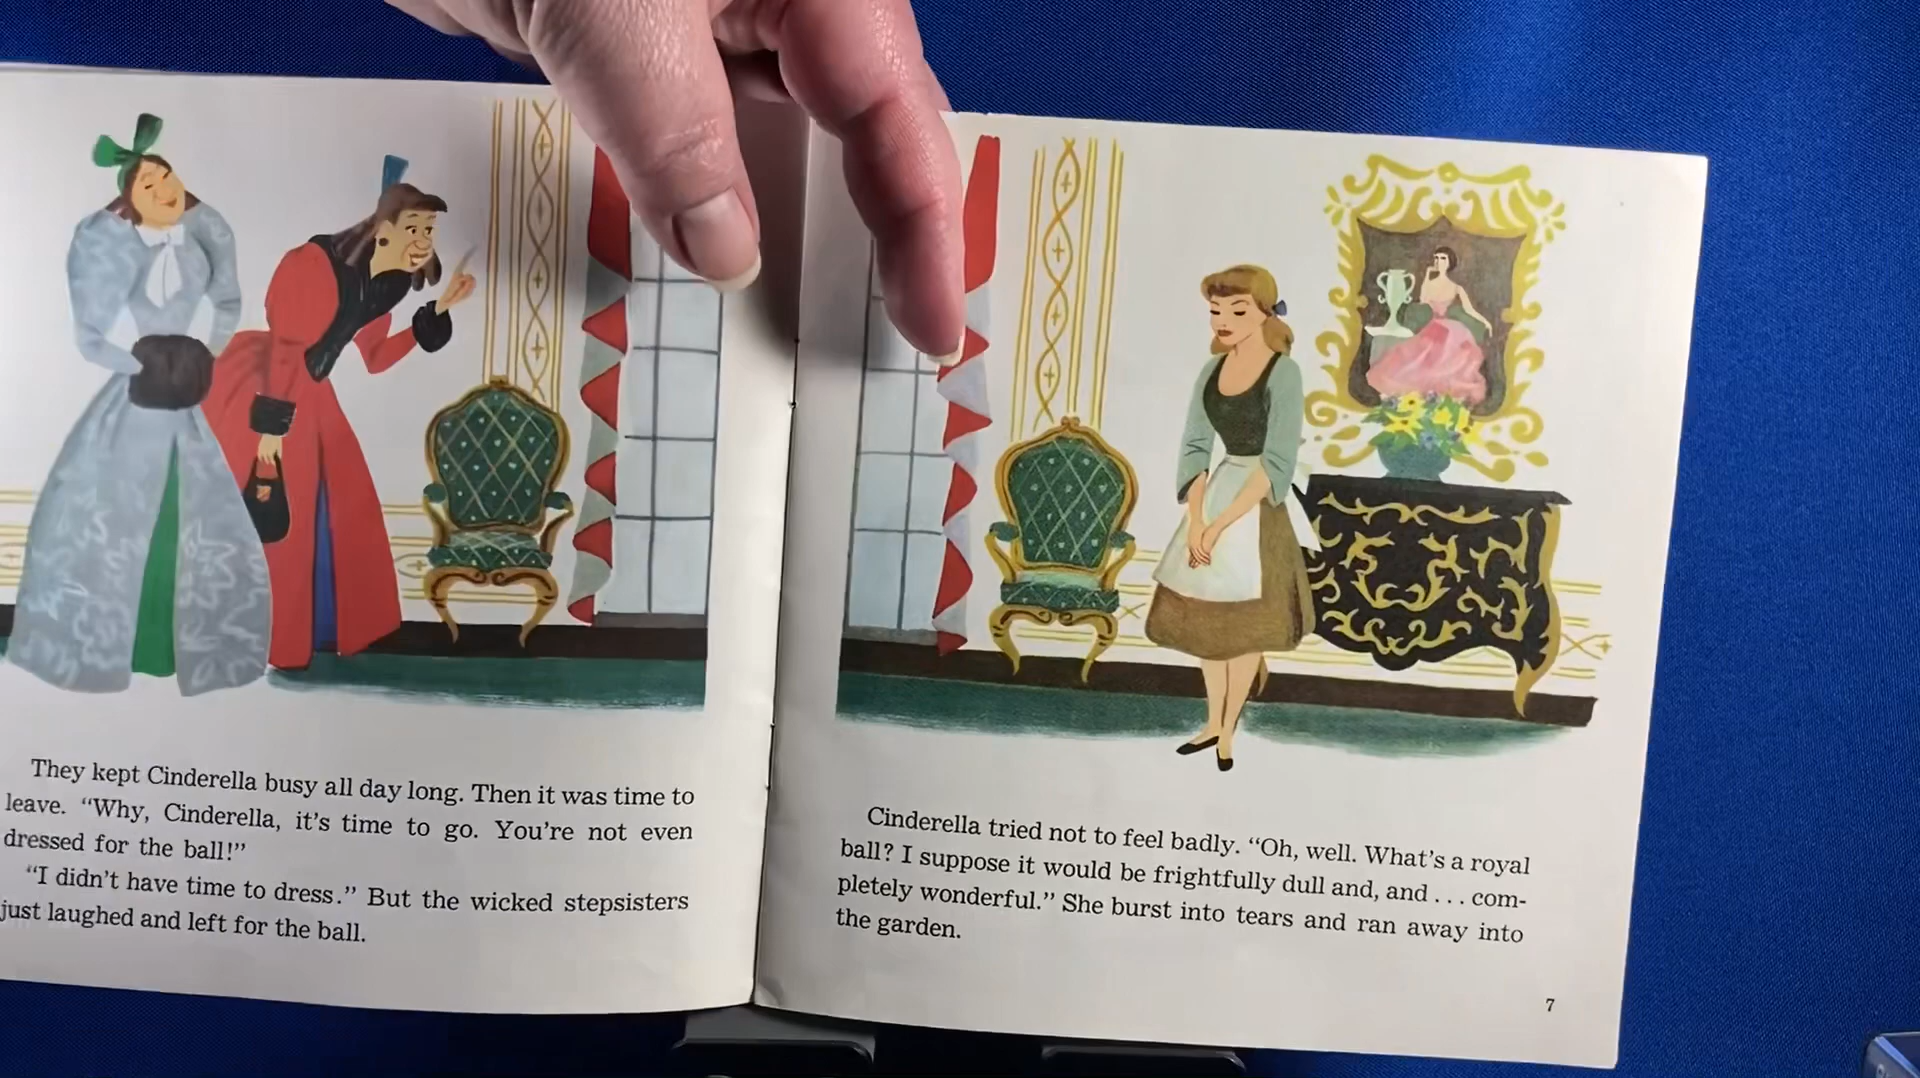 They kept Cinderella busy all day long. Then it was time to
leave. “Why, Cinderella, it’s time to go. You’re not even
dressed for the ball!”
“I didn’t have time to dress.” But the wicked stepsisters
just laughed and left for the ball.
Cinderella tried not to feel badly. “Oh, well. What’s a royal
ball? I suppose it would be frightfully dull and, and . . . com-
pletely wonderful.” She burst into tears and ran away into
the garden.
7